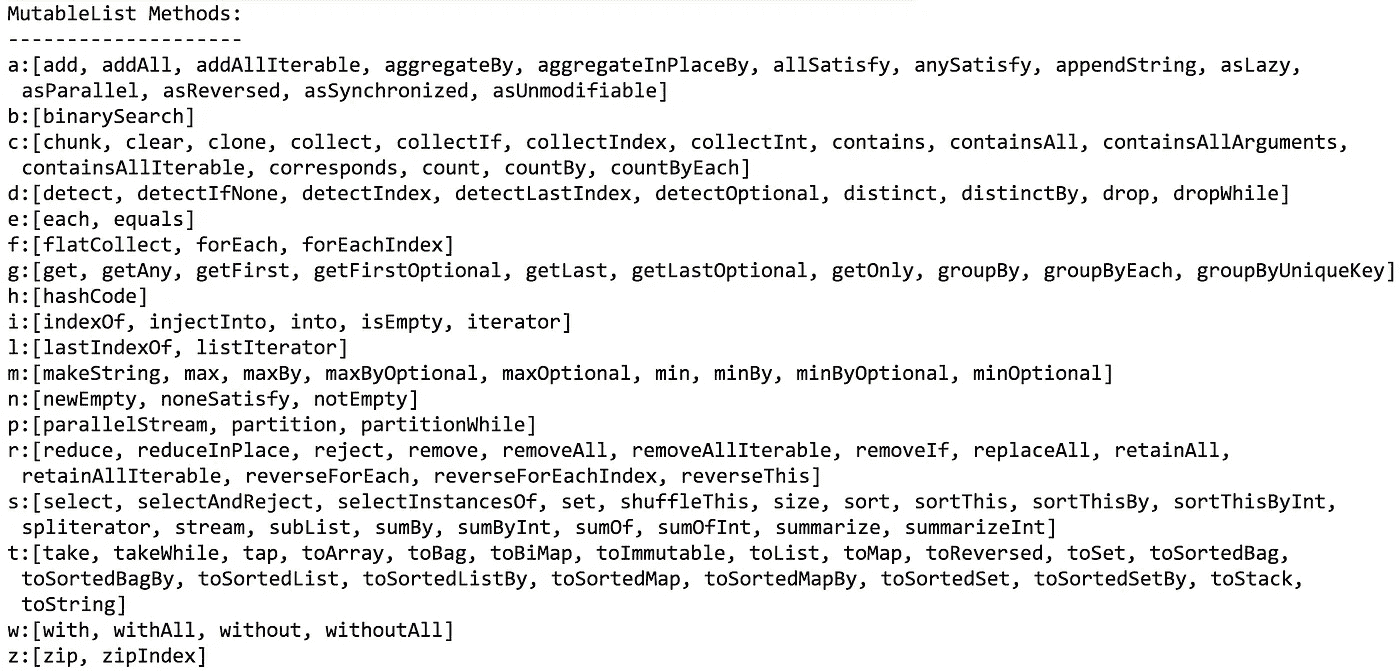 MutableList Methods:
--------------------
a:[add, addAll, addAllIterable, aggregateBy, aggregateInPlaceBy, allSatisfy, anySatisfy, appendString, asLazy,
 asParallel, asReversed, asSynchronized, asUnmodifiable]
b:[binarySearch]
c:[chunk, clear, clone, collect, collectIf, collectIndex, collectInt, contains, containsAll, containsAllArguments,
 containsAllIterable, corresponds, count, countBy, countByEach]
d:[detect, detectIfNone, detectIndex, detectLastIndex, detectOptional, distinct, distinctBy, drop, dropWhile]
e:[each, equals]
f:[flatCollect, forEach, forEachIndex]
g:[get, getAny, getFirst, getFirstOptional, getLast, getLastOptional, getOnly, groupBy, groupByEach, groupByUniqueKey]
h:[hashCode]
i:[indexOf, injectInto, into, isEmpty, iterator]
l:[lastIndexOf, listIterator]
m:[makeString, max, maxBy, maxByOptional, maxOptional, min, minBy, minByOptional, minOptional]
n:[newEmpty, noneSatisfy, notEmpty]
p:[parallelStream, partition, partitionWhile]
r:[reduce, reduceInPlace, reject, remove, removeAll, removeAllIterable, removeIf, replaceAll, retainAll,
 retainAllIterable, reverseForEach, reverseForEachIndex, reverseThis]
s:[select, selectAndReject, selectInstancesOf, set, shuffleThis, size, sort, sortThis, sortThisBy, sortThisByInt,
 spliterator, stream, subList, sumBy, sumByInt, sumOf, sumOfInt, summarize, summarizeInt]
t:[take, takeWhile, tap, toArray, toBag, toBiMap, toImmutable, toList, toMap, toReversed, toSet, toSortedBag,
 toSortedBagBy, toSortedList, toSortedListBy, toSortedMap, toSortedMapBy, toSortedSet, toSortedSetBy, toStack,
 toString]
w:[with, withAll, without, withoutAll]
z:[zip, zipIndex]